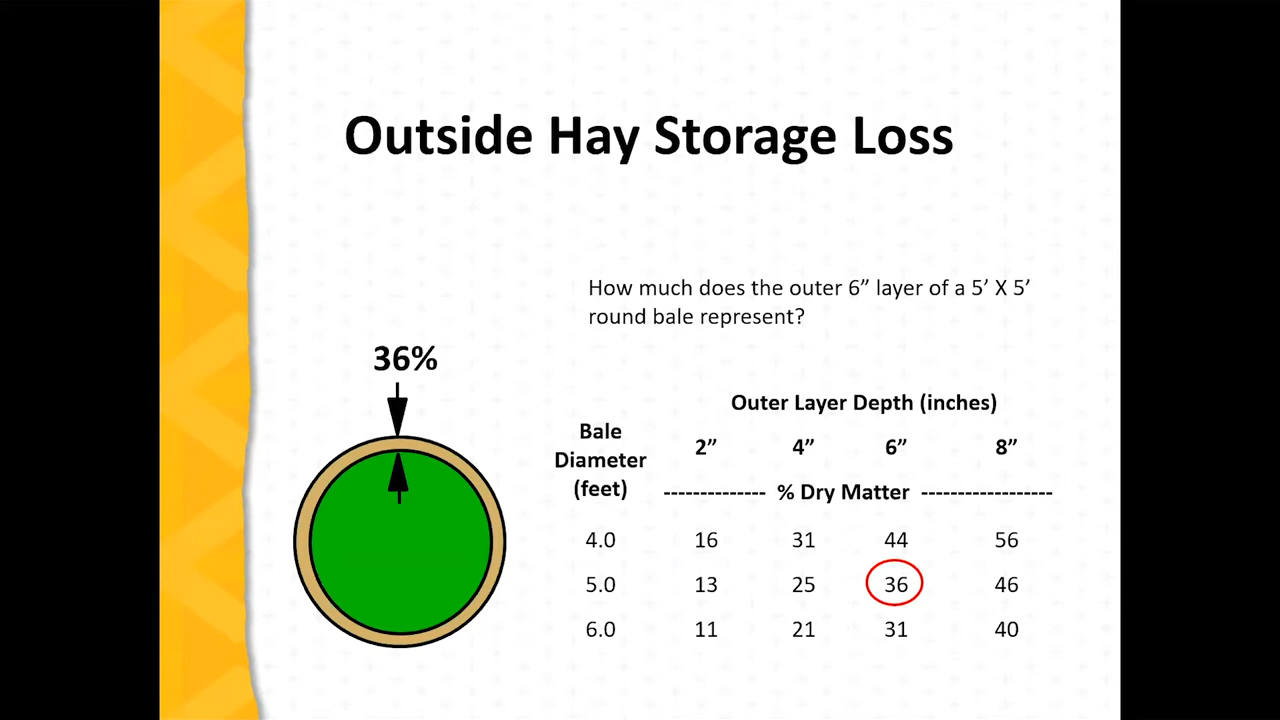 Outside Hay Storage Loss
How much does the outer 6” layer of a 5’ X 5’
round bale represent?
36%
Outer Layer Depth (inches)
Bale
Diameter
(feet)
2” 4” 6” 8”
-------------- % Dry Matter ------------------
4.0 16 31 44 56
5.0 13 25 36 46
6.0 11 21 31 40